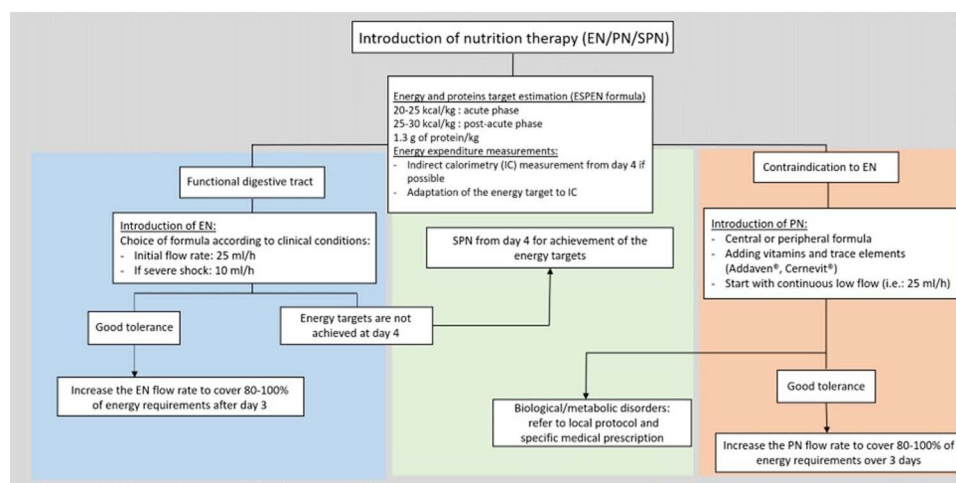 Introduction of nutrition therapy (EN/PN/SPN)
Energy and proteins target estimation (ESPEN formula)
20-25 kcal/kg : acute phase
25-30 kcal/kg : post-acute phase
1.3 g of protein/kg
Energy expenditure measurements:
- Indirect calorimetry (IC) measurement from day 4 if
possible
- Adaptation of the energy target to IC
Functional digestive tract
Introduction of EN:
Choice of formula according to clinical conditions:
- Initial flow rate: 25 ml/h
- If severe shock: 10 ml/h
Good tolerance
Energy targets are not
achieved at day 4
Increase the EN flow rate to cover 80-100%
of energy requirements after day 3
SPN from day 4 for achievement of the
energy targets
Contraindication to EN
Introduction of PN:
- Central or peripheral formula
- Adding vitamins and trace elements
(Addaven®, Cernevit®)
- Start with continuous low flow (i.e.: 25 ml/h)
Biological/metabolic disorders:
refer to local protocol and
specific medical prescription
Good tolerance
Increase the PN flow rate to cover 80-100% of
energy requirements over 3 days